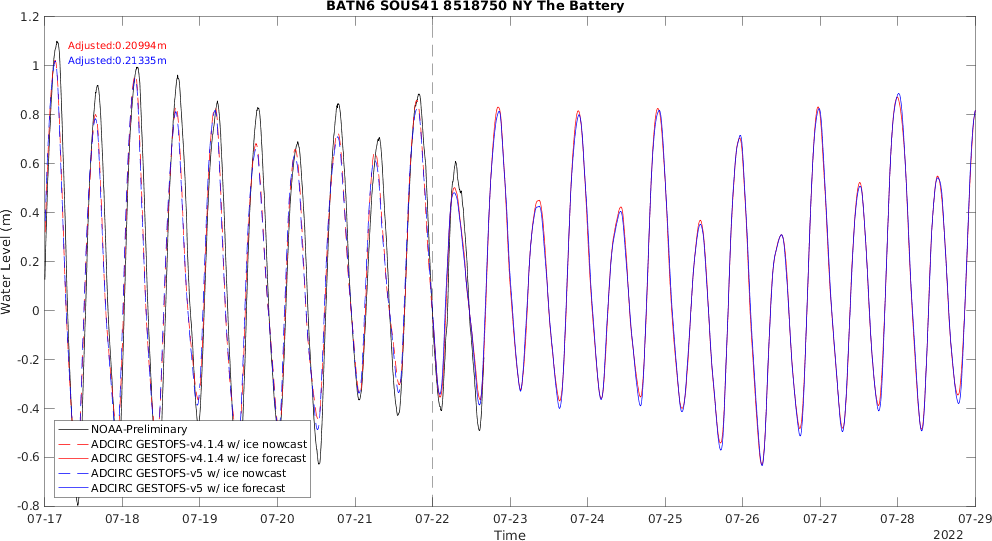 BATN6 SOUS41 8518750 NY The Battery
Adjusted:0.20994m
Adjusted:0.21335m
1.2
1
0.8
0.6
0.4
0.2
0
-0.2
-0.4
-0.6
-0.8
Water Level (m)
NOAA-Preliminary
ADCIRC GESTOFS-v4.1.4 w/ ice nowcast
ADCIRC GESTOFS-v4.1.4 w/ ice forecast
ADCIRC GESTOFS-v5 w/ ice nowcast
ADCIRC GESTOFS-v5 w/ ice forecast
07-17 07-18 07-19 07-20 07-21 07-22 07-23 07-24 07-25 07-26 07-27 07-28 07-29
Time
2022